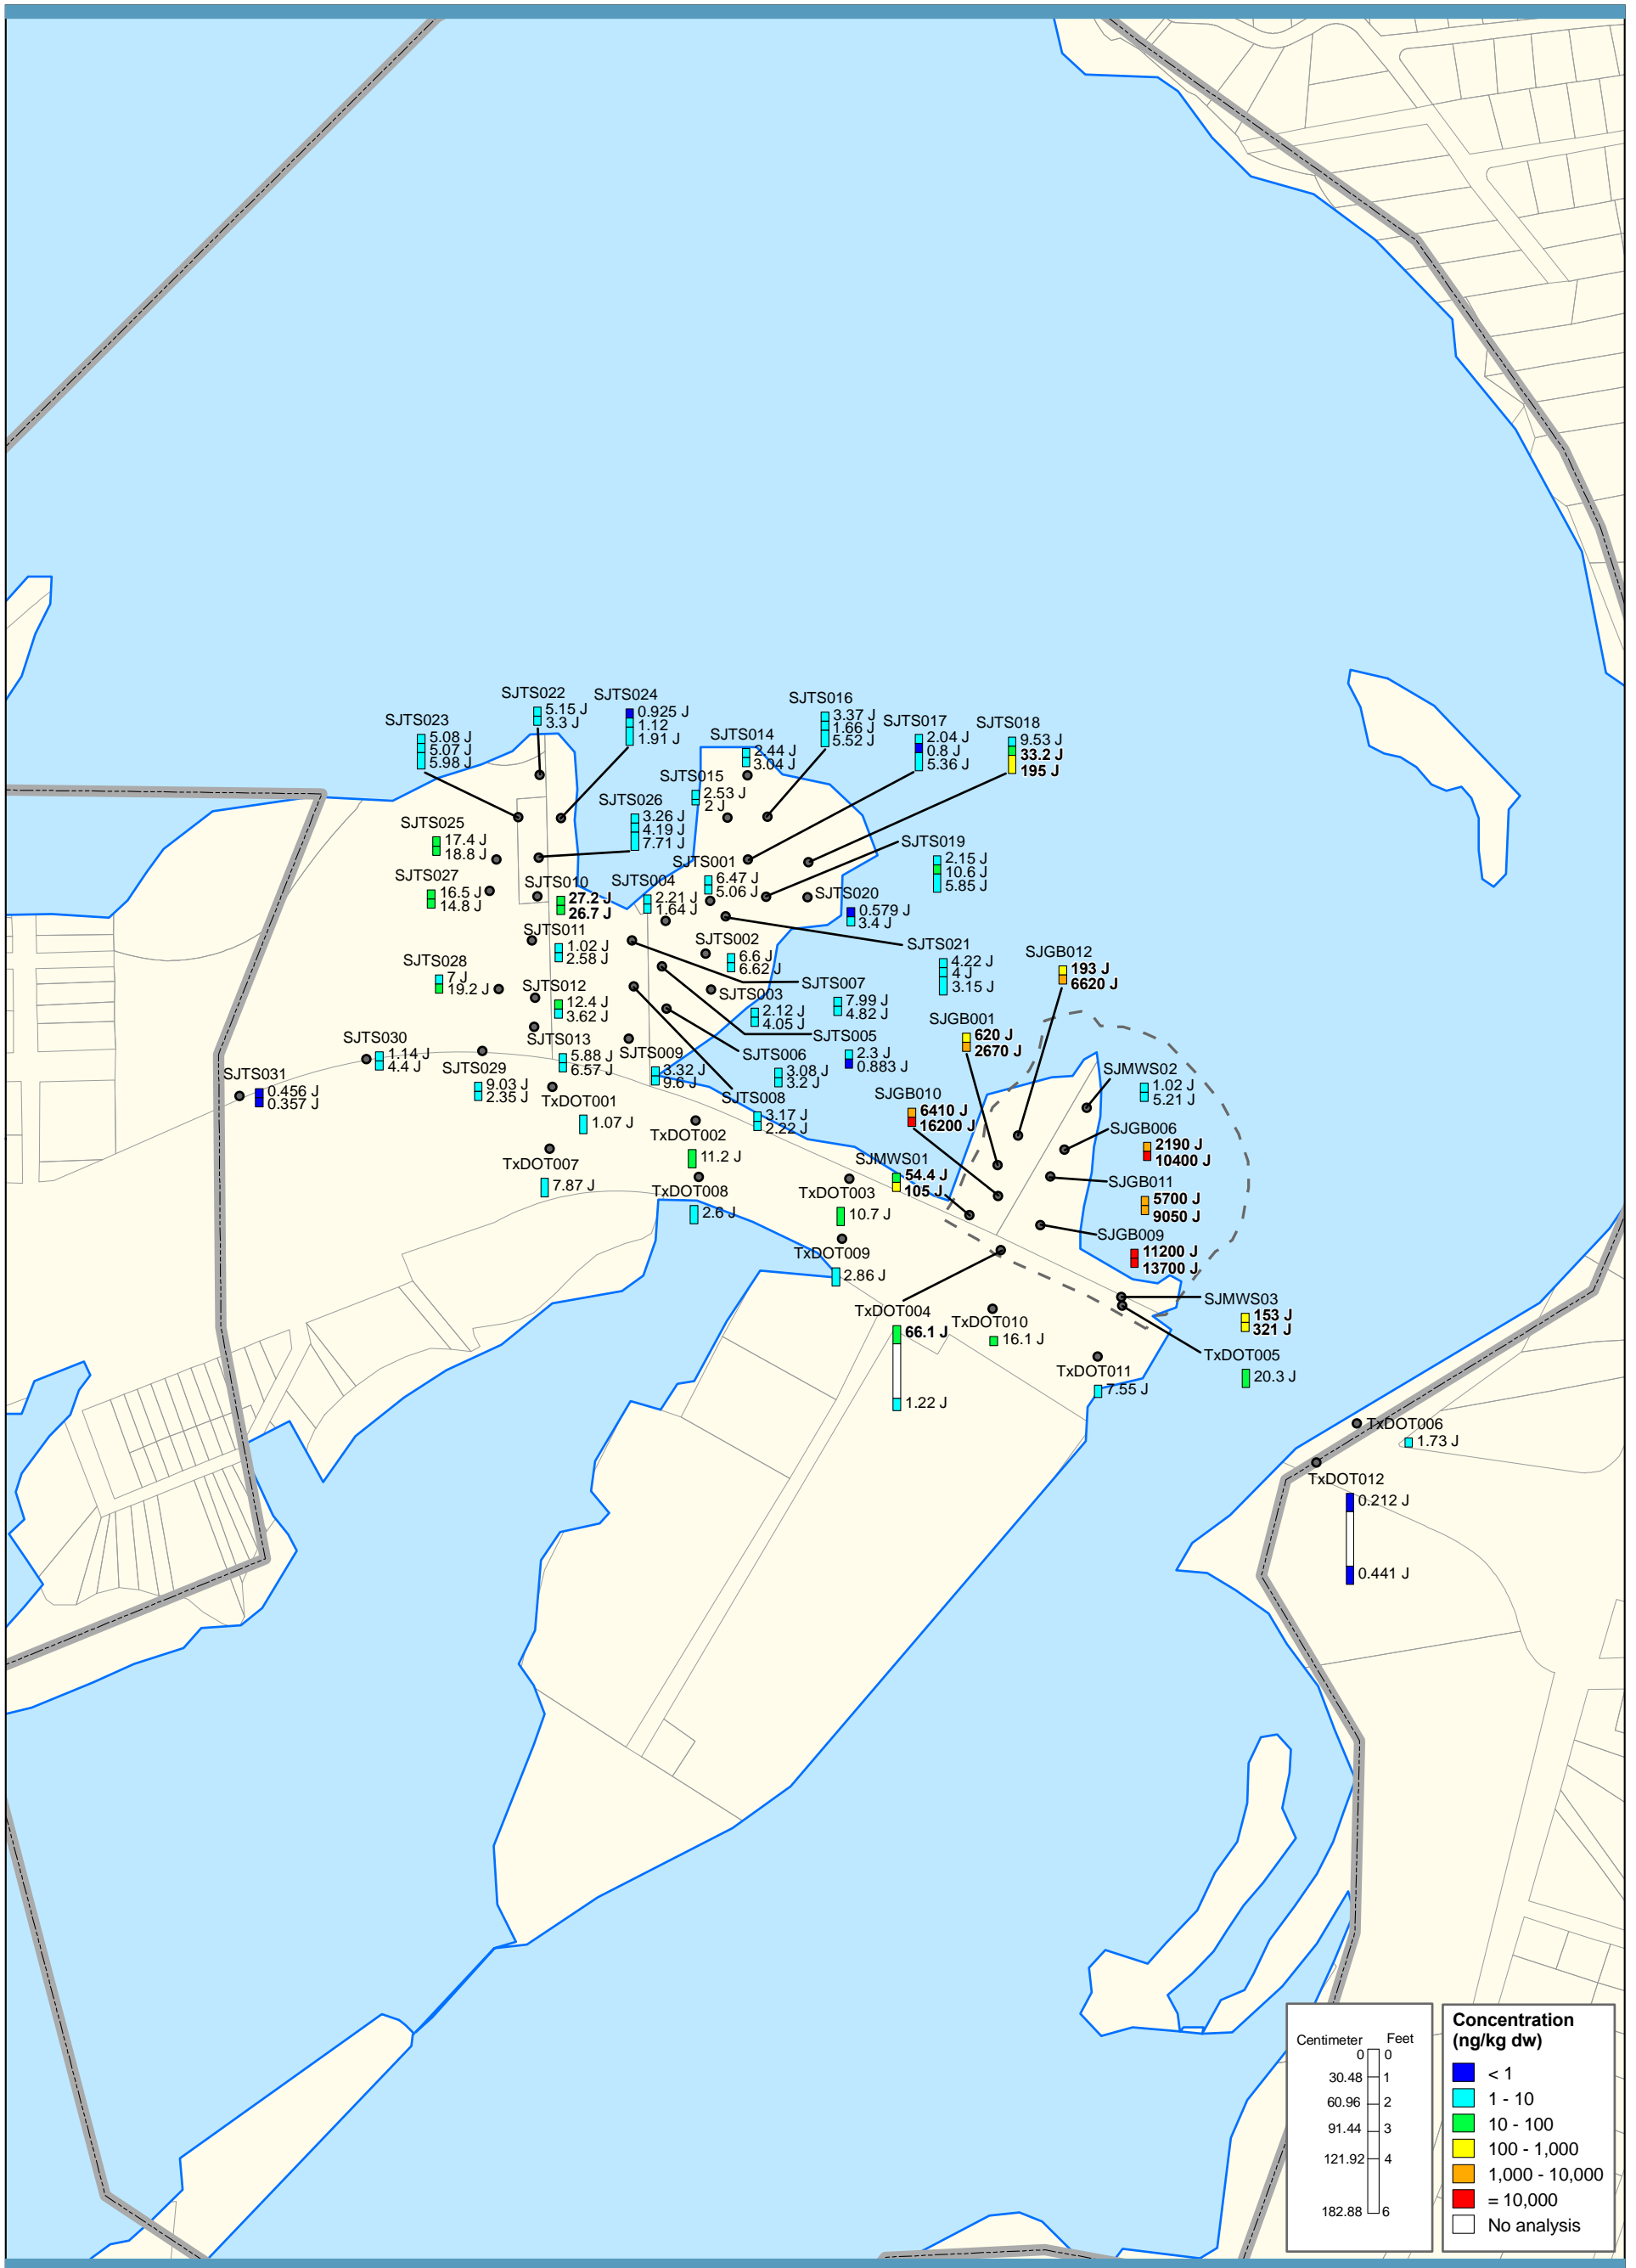 SJTS022
5.15 J
3.3 J
SJTS024
0.925 J
1.12
1.91 J
SJTS016
3.37 J
1.66 J
5.52 J
SJTS023
5.08 J
5.07 J
5.98 J
SJTS014
2.44 J
3.04 J
SJTS017
2.04 J
0.8 J
5.36 J
SJTS018
9.53 J
33.2 J
195 J
SJTS015
2.53 J
2 J
SJTS026
3.26 J
4.19 J
7.71 J
SJTS025
17.4 J
18.8 J
SJTS019
2.15 J
10.6 J
5.85 J
SJTS001
6.47 J
5.06 J
SJTS027
16.5 J
14.8 J
SJTS010
27.2 J
26.7 J
SJTS004
2.21 J
1.64 J
SJTS020
0.579 J
3.4 J
SJTS011
1.02 J
2.58 J
SJTS002
6.6 J
6.62 J
SJTS021
4.22 J
4 J
3.15 J
SJGB012
193 J
6620 J
SJTS028
7 J
19.2 J
SJTS012
12.4 J
3.62 J
SJTS003
2.12 J
4.05 J
SJTS007
7.99 J
4.82 J
SJGB001
620 J
2670 J
SJTS005
2.3 J
0.883 J
SJTS030
1.14 J
4.4 J
SJTS013
5.88 J
6.57 J
SJTS009
3.32 J
9.6 J
SJTS006
3.08 J
3.2 J
SJMWS02
1.02 J
5.21 J
SJTS031
0.456 J
0.357 J
SJTS029
9.03 J
2.35 J
SJTS008
3.17 J
2.22 J
SJGB010
6410 J
16200 J
TxDOT001
1.07 J
SJGB006
2190 J
10400 J
TxDOT002
11.2 J
TxDOT007
7.87 J
SJMWS01
54.4 J
105 J
SJGB011
5700 J
9050 J
TxDOT008
2.6 J
TxDOT003
10.7 J
SJGB009
11200 J
13700 J
TxDOT009
2.86 J
SJMWS03
153 J
321 J
TxDOT004
66.1 J
1.22 J
TxDOT010
16.1 J
TxDOT005
20.3 J
TxDOT011
7.55 J
TxDOT006
1.73 J
TxDOT012
0.212 J
0.441 J
Centimeter Feet
0 0
30.48 1
60.96 2
91.44 3
121.92 4
182.88 6
Concentration
(ng/kg dw)
< 1
1 - 10
10 - 100
100 - 1,000
1,000 - 10,000
= 10,000
No analysis